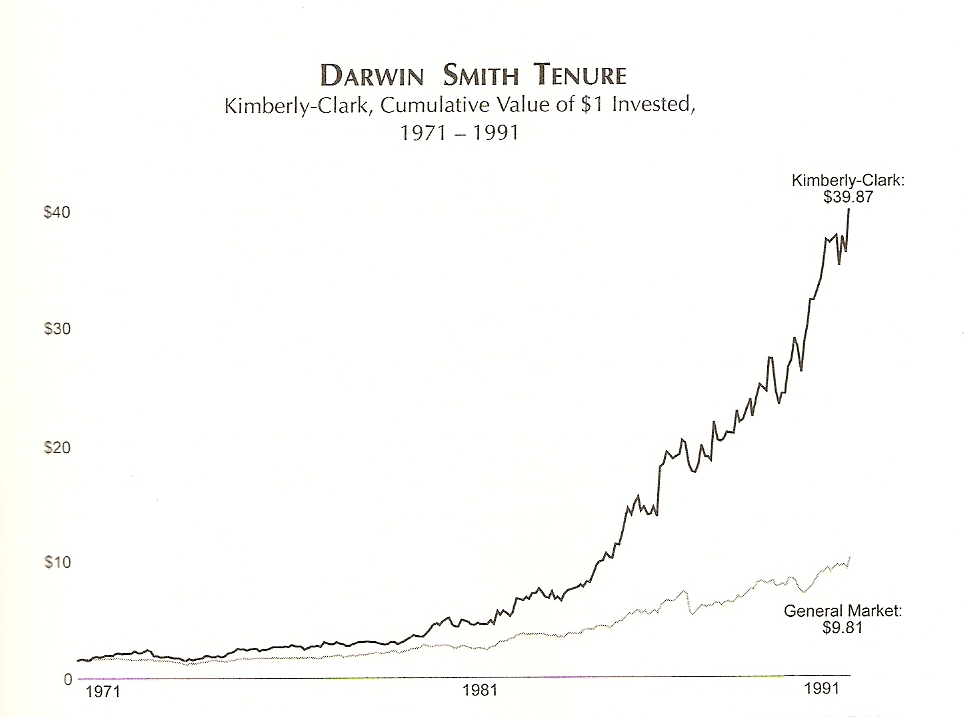 DARWIN SMITH TENURE
Kimberly-Clark, Cumulative Value of $1 Invested,
1971 – 1991
Kimberly-Clark:
$39.87
$40
$30
$20
$10
General Market:
$9.81
0
1971
1981
1991